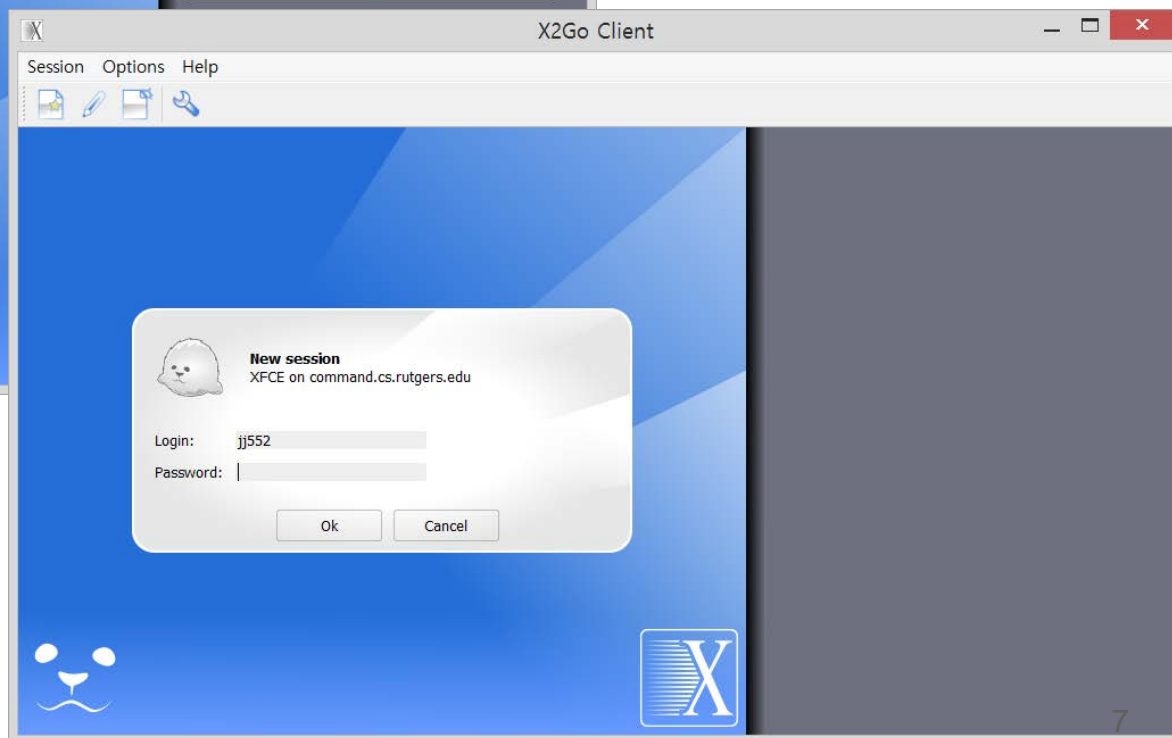 X2Go Client
Session Options Help
New session
XFCE on command.cs.rutgers.edu
Login: jj552
Password:
Ok Cancel
X
7